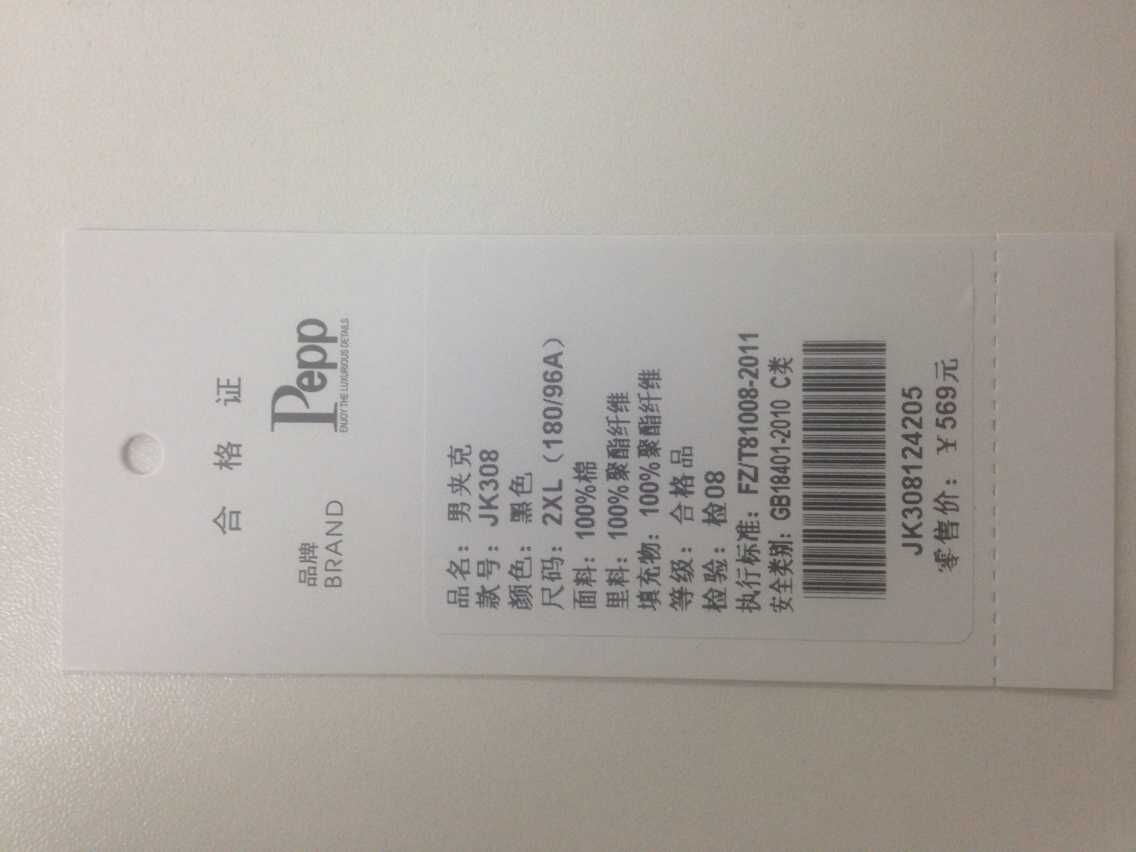 合格证
品牌
BRAND
Pepp
ENJOY THE LUXURIOUS DETAILS
品名：男夹克
款号：JK308
颜色：黑色
尺码：2XL（180/96A）
面料：100%棉
里料：100%聚酯纤维
填充物：100%聚酯纤维
等级：合格品
检验：检08
执行标准：FZ/T81008-2011
安全类别：GB18401-2010 C类
JK308124205
零售价：￥569元